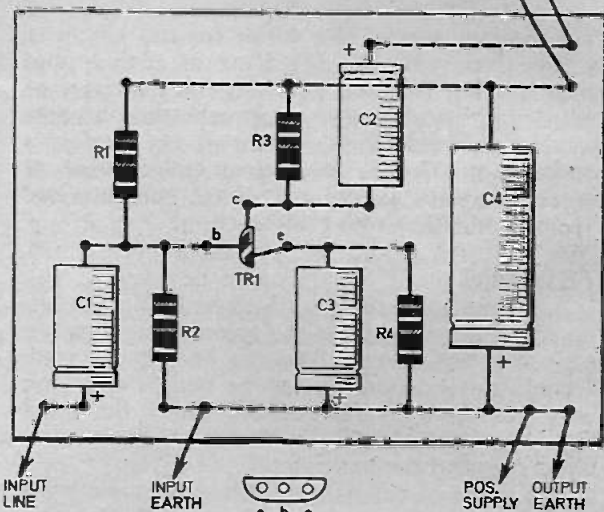 +
C2
R1
R3
C4
c
b
e
TR1
C1
R2
C3
R4
+
+
+
INPUT LINE
INPUT EARTH
POS. SUPPLY
OUTPUT EARTH
b